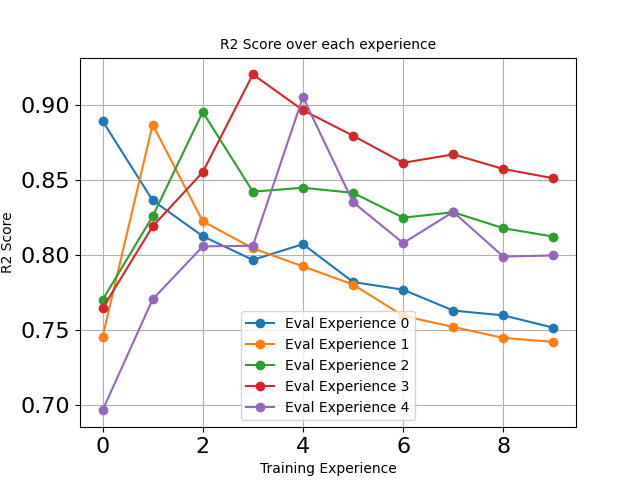 R2 Score over each experience
R2 Score
0.90
0.85
0.80
0.75
0.70
Eval Experience 0
Eval Experience 1
Eval Experience 2
Eval Experience 3
Eval Experience 4
0 2 4 6 8
Training Experience